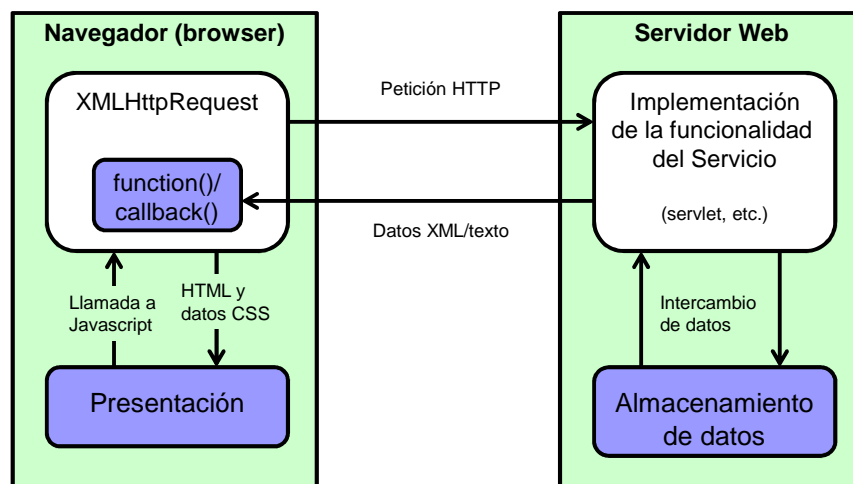 Navegador (browser)
XMLHttpRequest
function()/
callback()
Llamada a
Javascript
HTML y
datos CSS
Presentación
Petición HTTP
Datos XML/texto
Servidor Web
Implementación
de la funcionalidad
del Servicio
(servlet, etc.)
Intercambio
de datos
Almacenamiento
de datos